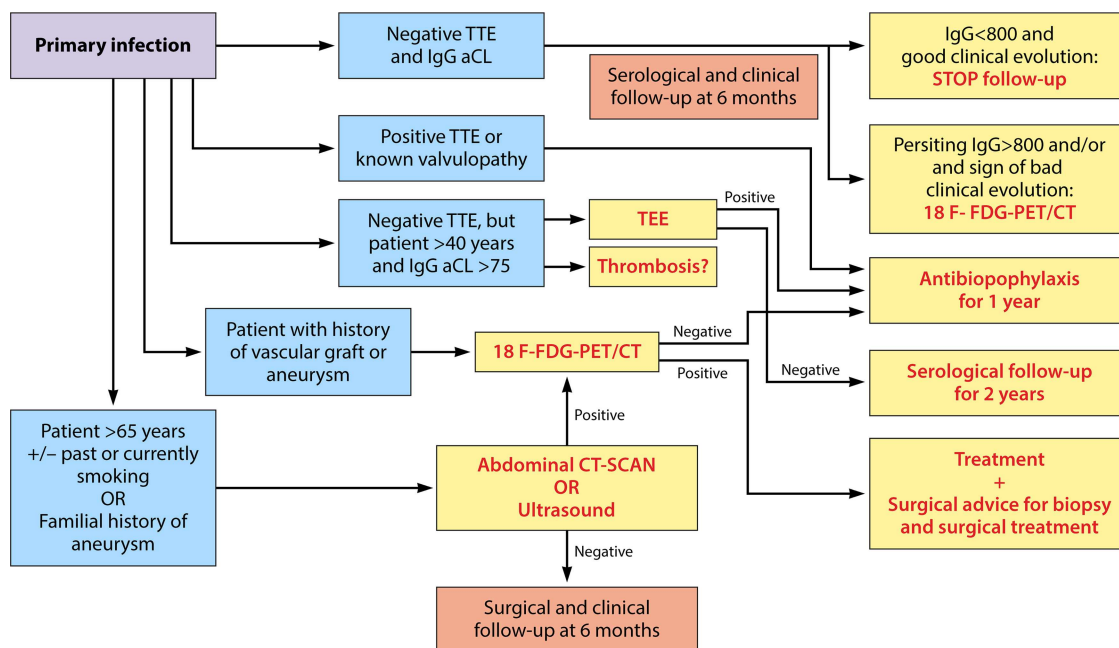 Primary infection
Negative TTE
and IgG aCL
IgG<800 and
good clinical evolution:
STOP follow-up
Serological and clinical
follow-up at 6 months
Positive TTE or
known valvulopathy
Persiting IgG>800 and/or
and sign of bad
clinical evolution:
18 F- FDG-PET/CT
Negative TTE, but
patient >40 years
and IgG aCL >75
TEE
Positive
Thrombosis?
Antibiopophylaxis
for 1 year
Patient with history
of vascular graft or
aneurysm
18 F-FDG-PET/CT
Negative
Positive
Negative
Serological follow-up
for 2 years
Patient >65 years
+/– past or currently
smoking
OR
Familial history of
aneurysm
Positive
Abdominal CT-SCAN
OR
Ultrasound
Treatment
+
Surgical advice for biopsy
and surgical treatment
Negative
Surgical and clinical
follow-up at 6 months